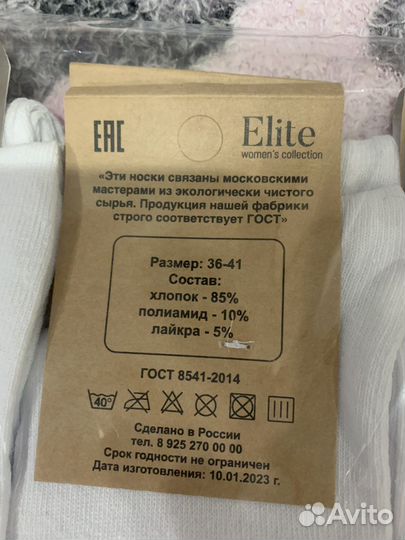 EAC
Elite
women's collection
«Эти носки связаны московскими
мастерами из экологически чистого
сырья. Продукция нашей фабрики
строго соответствует ГОСТ»
Размер: 36-41
Состав:
хлопок - 85%
полиамид - 10%
лайкра - 5%
ГОСТ 8541-2014
40°
Сделано в России
тел. 8 925 270 00 00
Срок годности не ограничен
Дата изготовления: 10.01.2023 г.
Avito